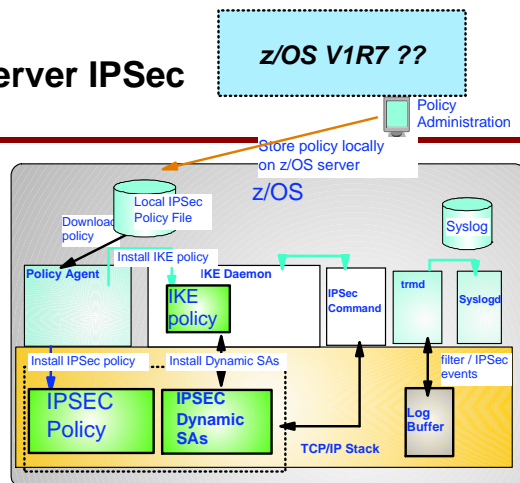 erver IPSec
z/OS V1R7 ??
Policy
Administration
Store policy locally
on z/OS server
z/OS
Local IPSec
Policy File
Download
policy
Syslog
Install IKE policy
Policy Agent
IKE Daemon
IKE
policy
IPSec
Command
trmd
Syslogd
Install IPSec policy
Install Dynamic SAs
filter / IPSec
events
IPSEC
Policy
IPSEC
Dynamic
SAs
Log
Buffer
TCP/IP Stack